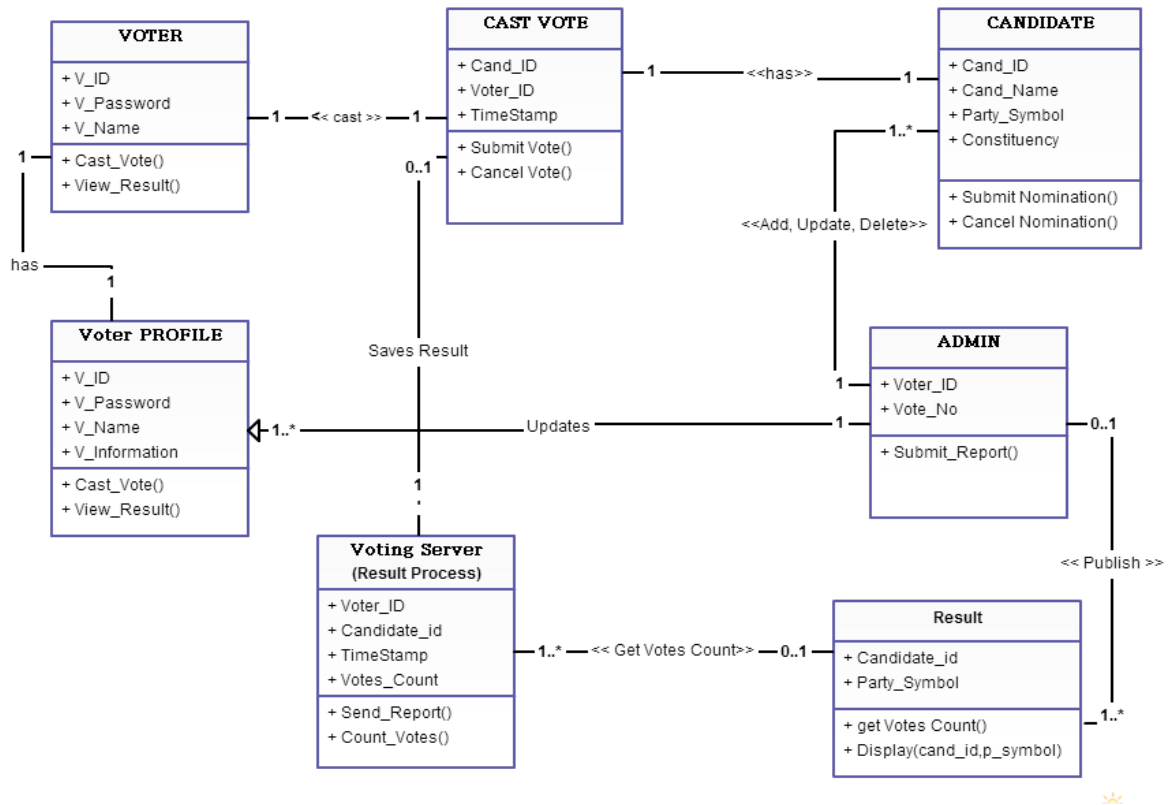 VOTER
+ V_ID
+ V_Password
+ V_Name
+ Cast_Vote()
+ View_Result()
1
<< cast >>
1
CAST VOTE
+ Cand_ID
+ Voter_ID
+ TimeStamp
+ Submit Vote()
+ Cancel Vote()
1
<<has>>
1
CANDIDATE
+ Cand_ID
+ Cand_Name
+ Party_Symbol
+ Constituency
+ Submit Nomination()
+ Cancel Nomination()
1
has
1
0..1
Saves Result
1
1..*
<<Add, Update, Delete>>
1
Voter PROFILE
+ V_ID
+ V_Password
+ V_Name
+ V_Information
+ Cast_Vote()
+ View_Result()
1..*
Updates
1
ADMIN
+ Voter_ID
+ Vote_No
+ Submit_Report()
0..1
<< Publish >>
1..*
Voting Server
(Result Process)
+ Voter_ID
+ Candidate_id
+ TimeStamp
+ Votes_Count
+ Send_Report()
+ Count_Votes()
1..*
<< Get Votes Count>>
0..1
Result
+ Candidate_id
+ Party_Symbol
+ get Votes Count()
+ Display(cand_id,p_symbol)